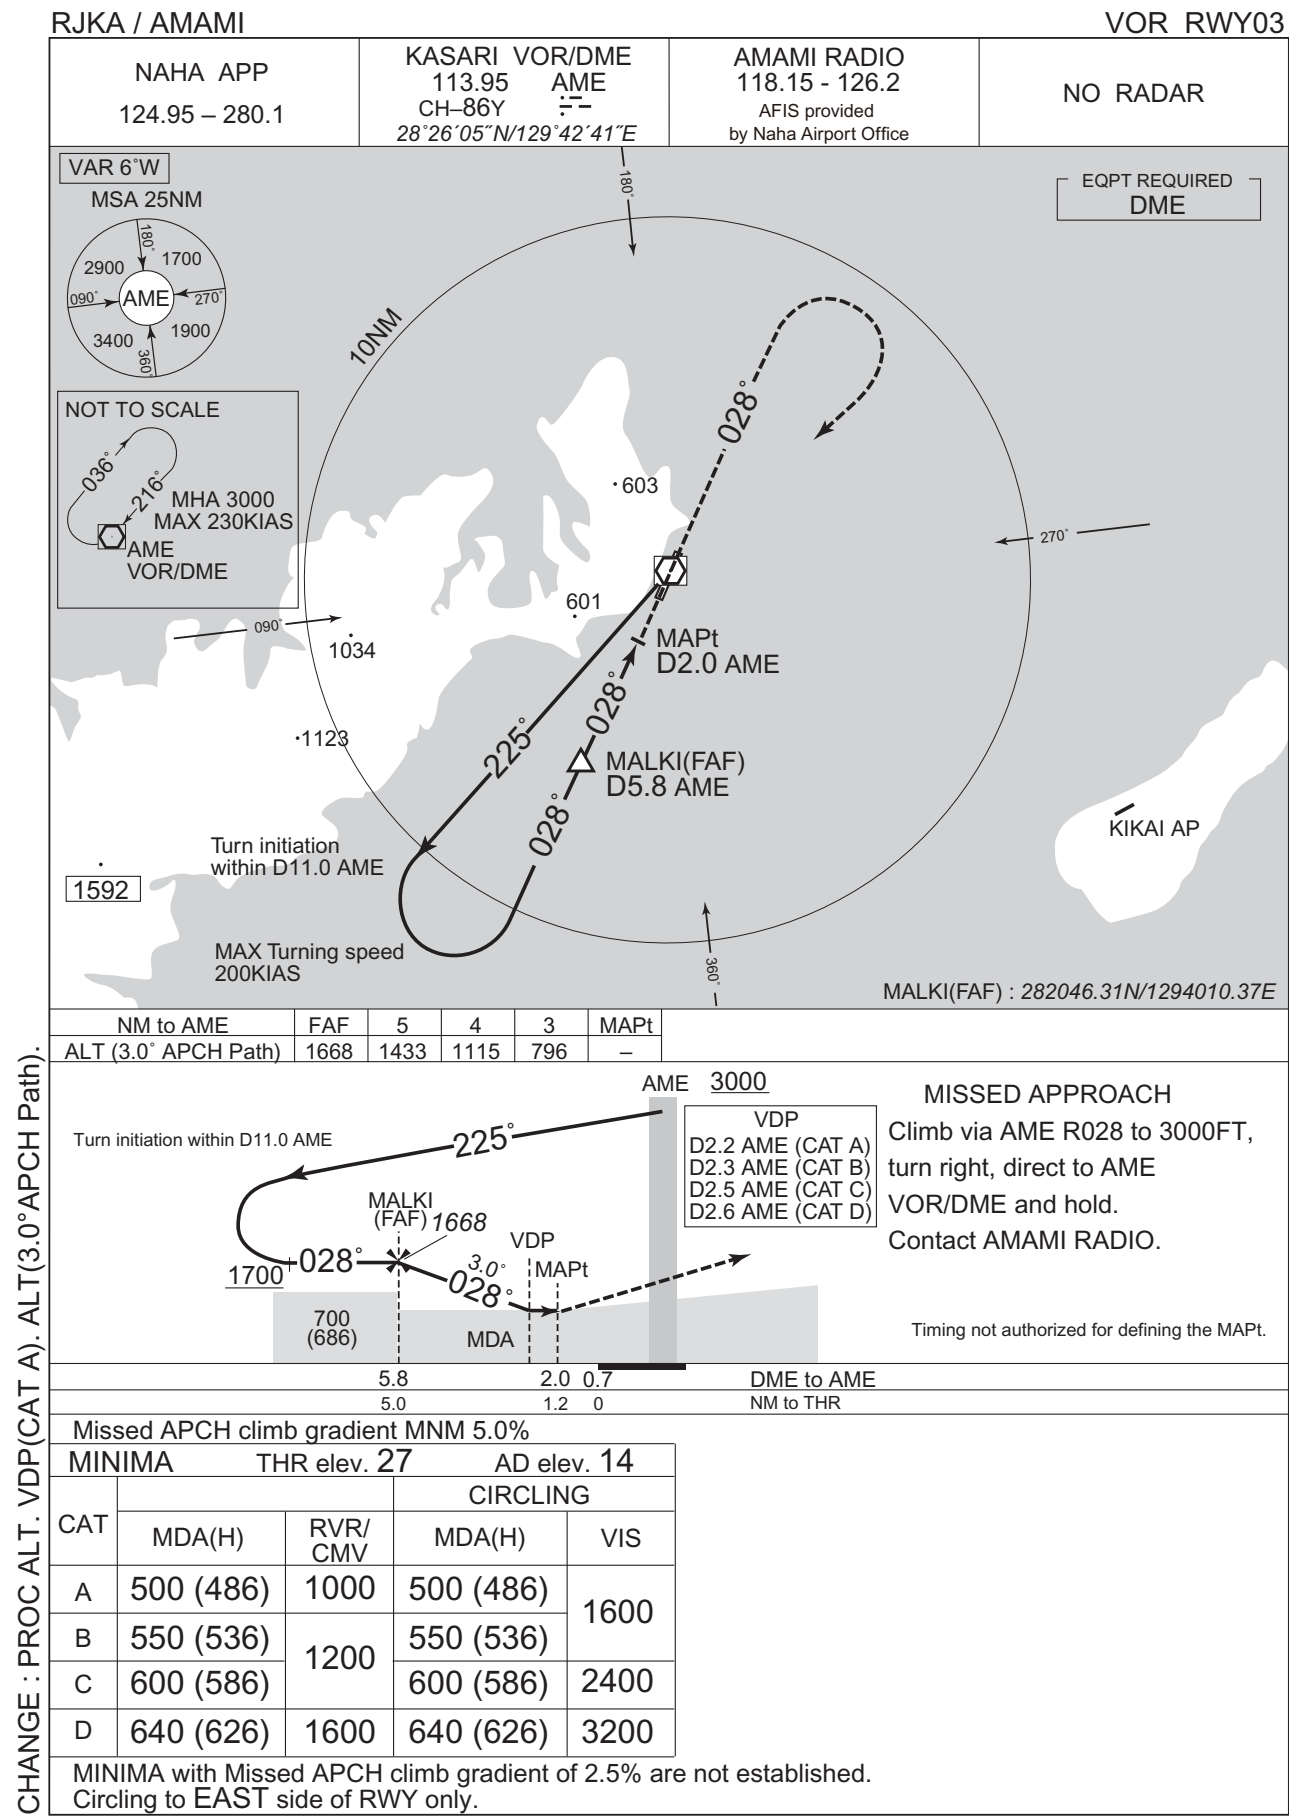 RJKA / AMAMI
VOR RWY03
NAHA APP
124.95 – 280.1
KASARI VOR/DME
113.95 AME
CH–86Y
28°26´05˝N/129°42´41˝E
AMAMI RADIO
118.15 - 126.2
AFIS provided
by Naha Airport Office
NO RADAR
VAR 6°W
MSA 25NM
180°
2900
1700
090°
AME
270°
3400
1900
360°
EQPT REQUIRED
DME
180°
10NM
NOT TO SCALE
036°
216°
MHA 3000
MAX 230KIAS
AME
VOR/DME
028°
603
270°
601
090°
1034
MAPt
D2.0 AME
028°
225°
1123
MALKI(FAF)
D5.8 AME
028°
KIKAI AP
Turn initiation
within D11.0 AME
1592
MAX Turning speed
200KIAS
360°
MALKI(FAF) : 282046.31N/1294010.37E
NM to AME FAF 5 4 3 MAPt
ALT (3.0° APCH Path) 1668 1433 1115 796 –
AME 3000
Turn initiation within D11.0 AME
225°
VDP
D2.2 AME (CAT A)
D2.3 AME (CAT B)
D2.5 AME (CAT C)
D2.6 AME (CAT D)
MISSED APPROACH
Climb via AME R028 to 3000FT,
turn right, direct to AME
VOR/DME and hold.
Contact AMAMI RADIO.
MALKI
(FAF) 1668
VDP
MAPt
1700
028°
3.0°
028°
700
(686)
MDA
Timing not authorized for defining the MAPt.
5.8 2.0 0.7 DME to AME
5.0 1.2 0 NM to THR
Missed APCH climb gradient MNM 5.0%
MINIMA THR elev. 27 AD elev. 14
CIRCLING
CAT MDA(H) RVR/CMV MDA(H) VIS
A 500 (486) 1000 500 (486) 1600
B 550 (536) 1200 550 (536)
C 600 (586) 600 (586) 2400
D 640 (626) 1600 640 (626) 3200
MINIMA with Missed APCH climb gradient of 2.5% are not established.
Circling to EAST side of RWY only.
CHANGE : PROC ALT. VDP(CAT A). ALT(3.0°APCH Path).